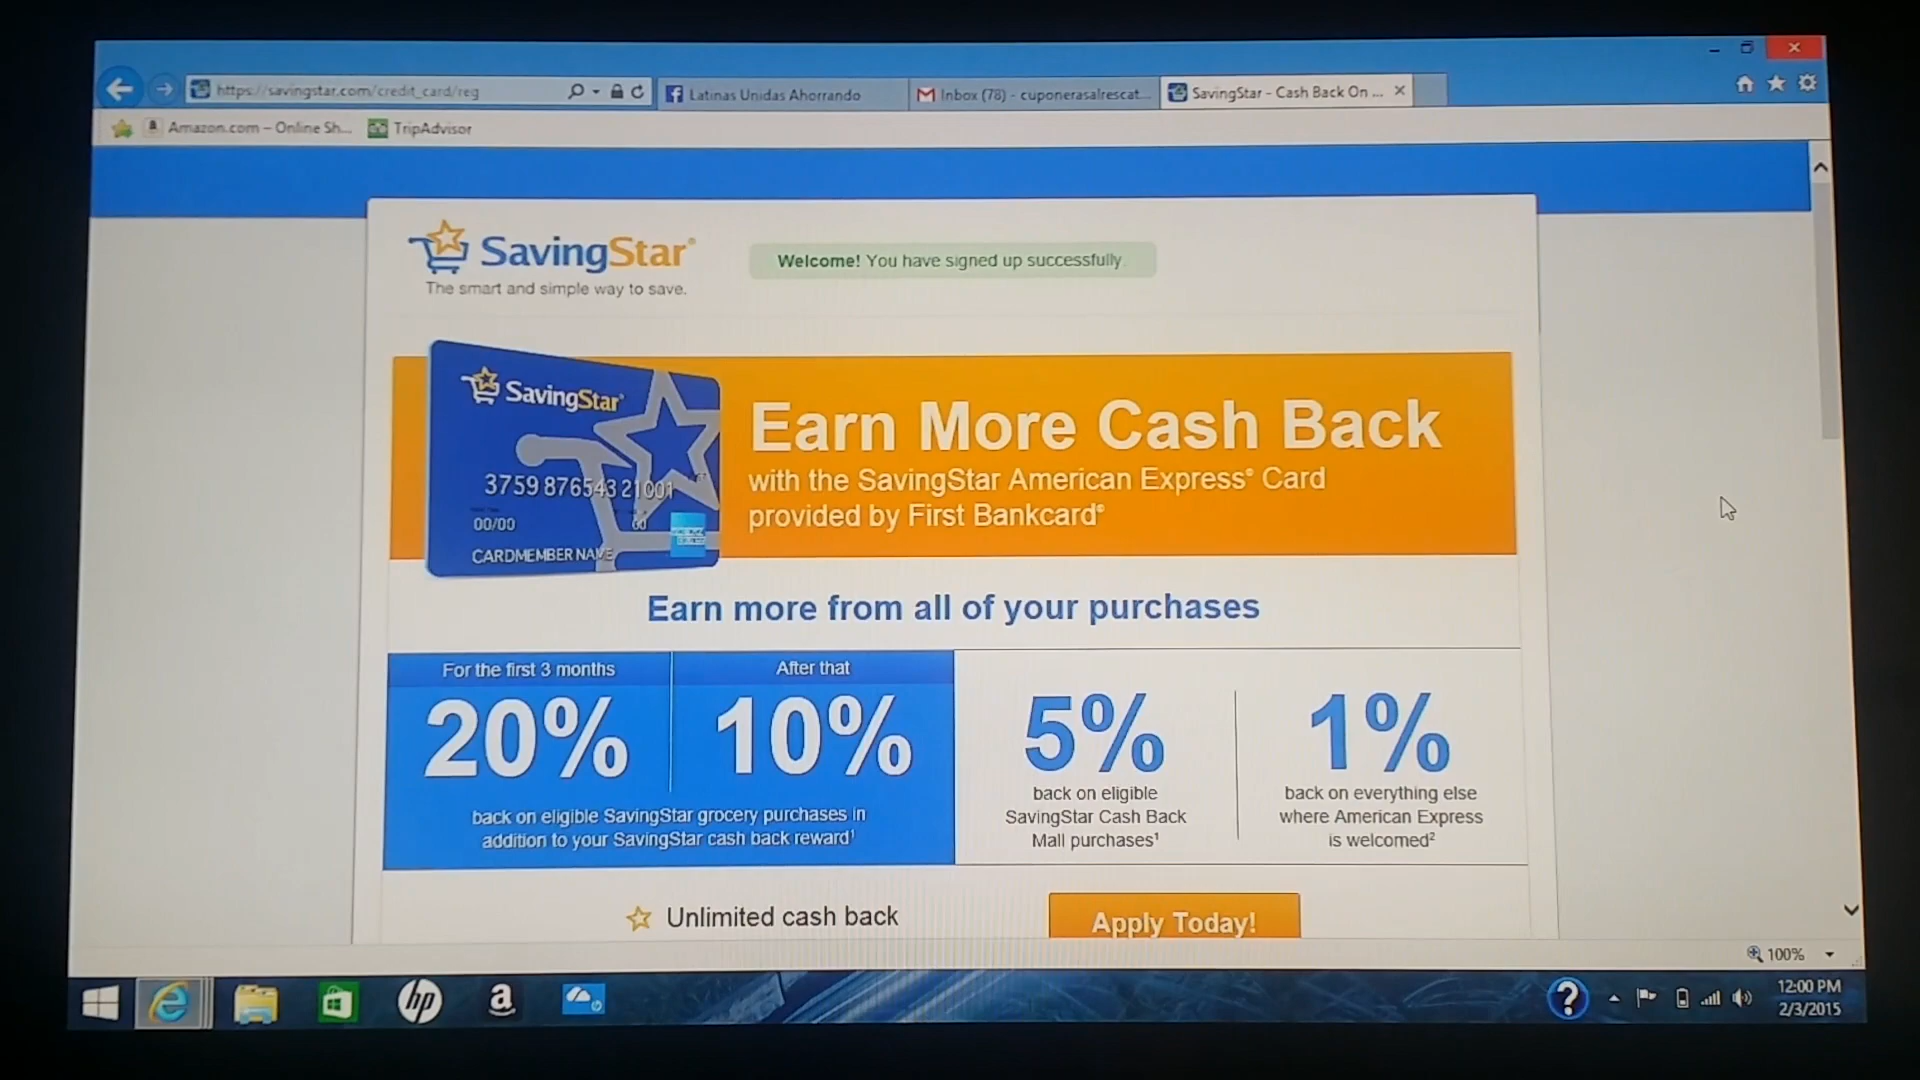 https://savingstar.com/credit_card/reg
Latinas Unidas Ahorrando
Inbox (78) - cuponerasalrescat...
SavingStar - Cash Back On ...
Amazon.com – Online Sh...
TripAdvisor
SavingStar®
Welcome! You have signed up successfully.
The smart and simple way to save.
SavingStar®
3759 876543 21001
00/00
CARDMEMBER NAME
Earn More Cash Back
with the SavingStar American Express® Card
provided by First Bankcard®
Earn more from all of your purchases
For the first 3 months
20%
After that
10%
back on eligible SavingStar grocery purchases in
addition to your SavingStar cash back reward¹
5%
back on eligible
SavingStar Cash Back
Mall purchases¹
1%
back on everything else
where American Express
is welcomed²
Unlimited cash back
Apply Today!
100%
hp
a
12:00 PM
2/3/2015